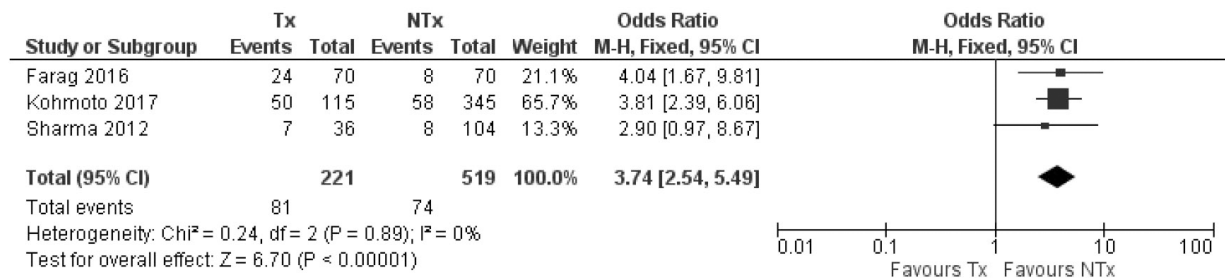 Tx NTx Odds Ratio Odds Ratio
Study or Subgroup Events Total Events Total Weight M-H, Fixed, 95% CI M-H, Fixed, 95% CI
Farag 2016 24 70 8 70 21.1% 4.04 [1.67, 9.81]
Kohmoto 2017 50 115 58 345 65.7% 3.81 [2.39, 6.06]
Sharma 2012 7 36 8 104 13.3% 2.90 [0.97, 8.67]
Total (95% CI) 221 519 100.0% 3.74 [2.54, 5.49]
Total events 81 74
Heterogeneity: Chi² = 0.24, df = 2 (P = 0.89); I² = 0%
Test for overall effect: Z = 6.70 (P < 0.00001)
0.01 0.1 1 10 100
Favours Tx Favours NTx